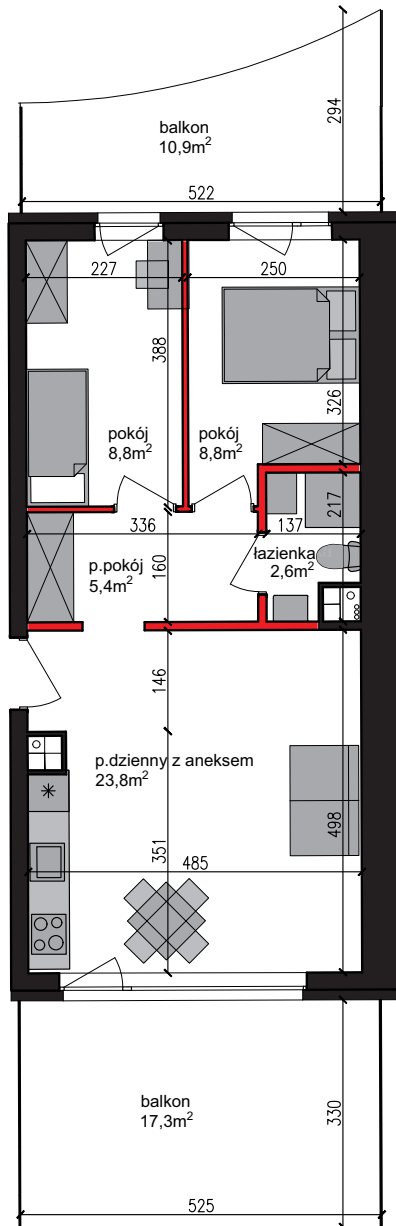 294
balkon
10,9m²
522
227
250
388
326
pokój
8,8m²
pokój
8,8m²
217
336
137
p.pokój
5,4m²
160
łazienka
2,6m²
146
p.dzienny z aneksem
23,8m²
351
498
485
balkon
17,3m²
330
525